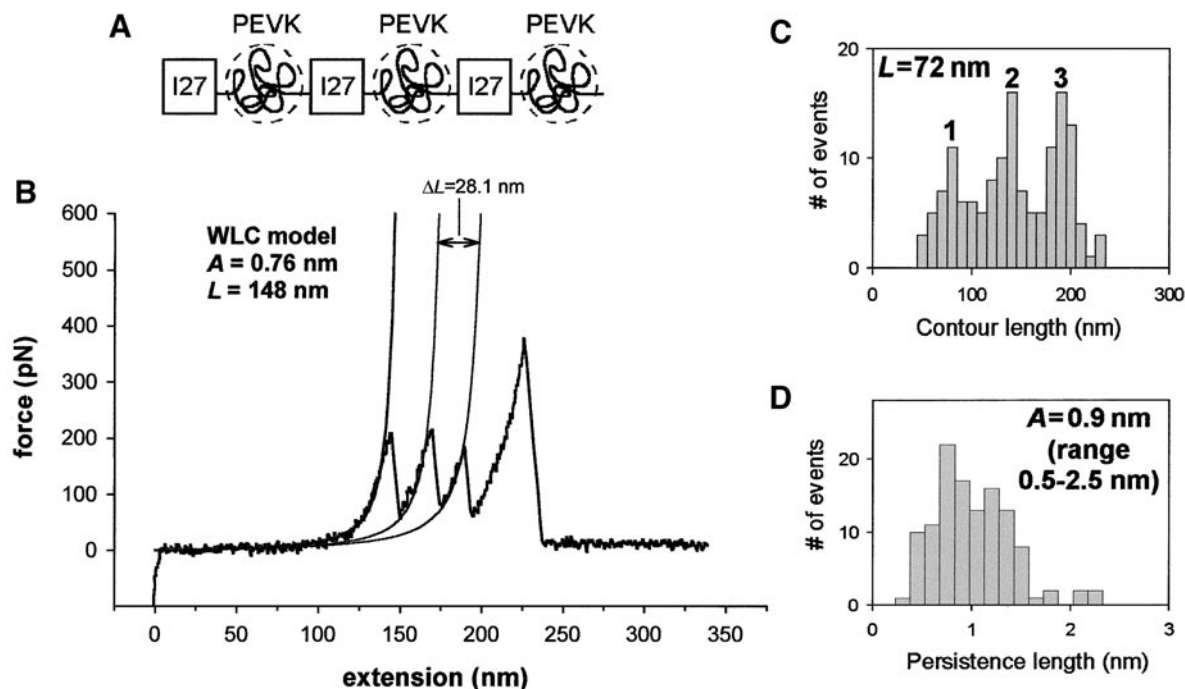 A
PEVK PEVK PEVK
I27 I27 I27
B
ΔL=28.1 nm
WLC model
A = 0.76 nm
L = 148 nm
force (pN)
600
500
400
300
200
100
0
0 50 100 150 200 250 300 350
extension (nm)
C
L=72 nm
1 2 3
# of events
20
10
0
0 100 200 300
Contour length (nm)
D
A=0.9 nm
(range
0.5-2.5 nm)
# of events
20
10
0
0 1 2 3
Persistence length (nm)